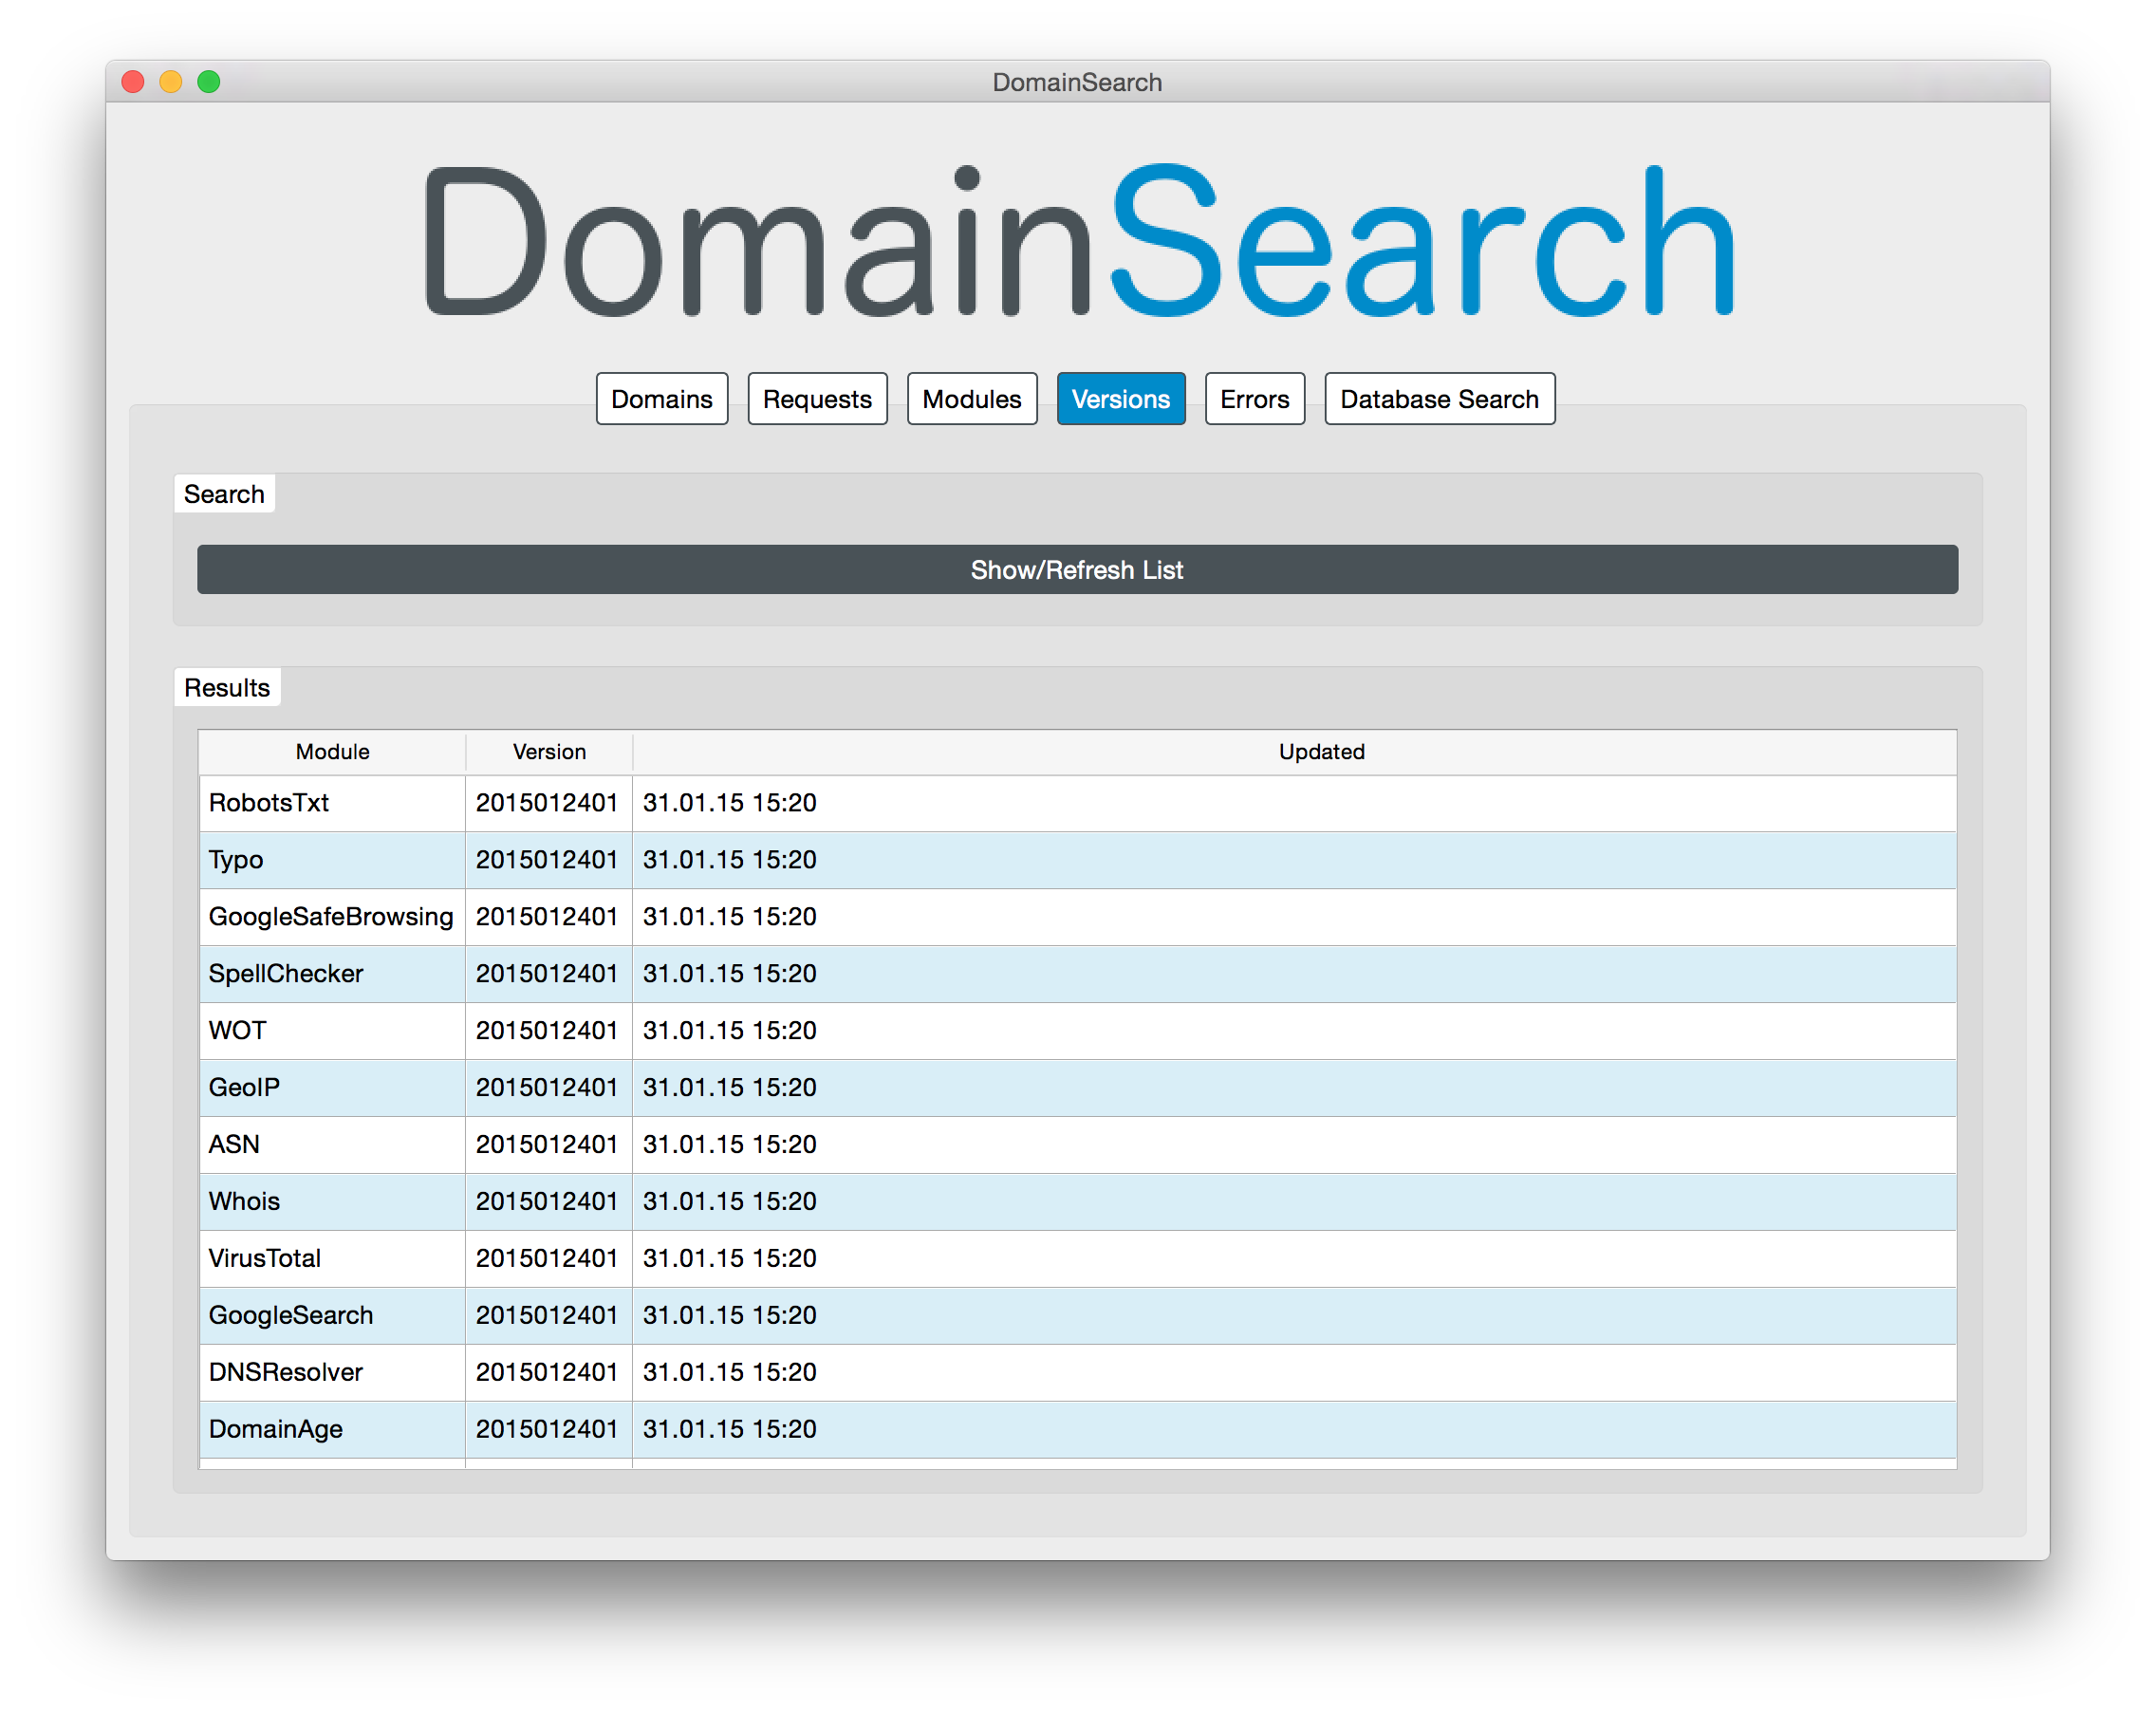 DomainSearch
DomainSearch
Domains Requests Modules Versions Errors Database Search
Search
Show/Refresh List
Results
Module Version Updated
RobotsTxt 2015012401 31.01.15 15:20
Typo 2015012401 31.01.15 15:20
GoogleSafeBrowsing 2015012401 31.01.15 15:20
SpellChecker 2015012401 31.01.15 15:20
WOT 2015012401 31.01.15 15:20
GeoIP 2015012401 31.01.15 15:20
ASN 2015012401 31.01.15 15:20
Whois 2015012401 31.01.15 15:20
VirusTotal 2015012401 31.01.15 15:20
GoogleSearch 2015012401 31.01.15 15:20
DNSResolver 2015012401 31.01.15 15:20
DomainAge 2015012401 31.01.15 15:20